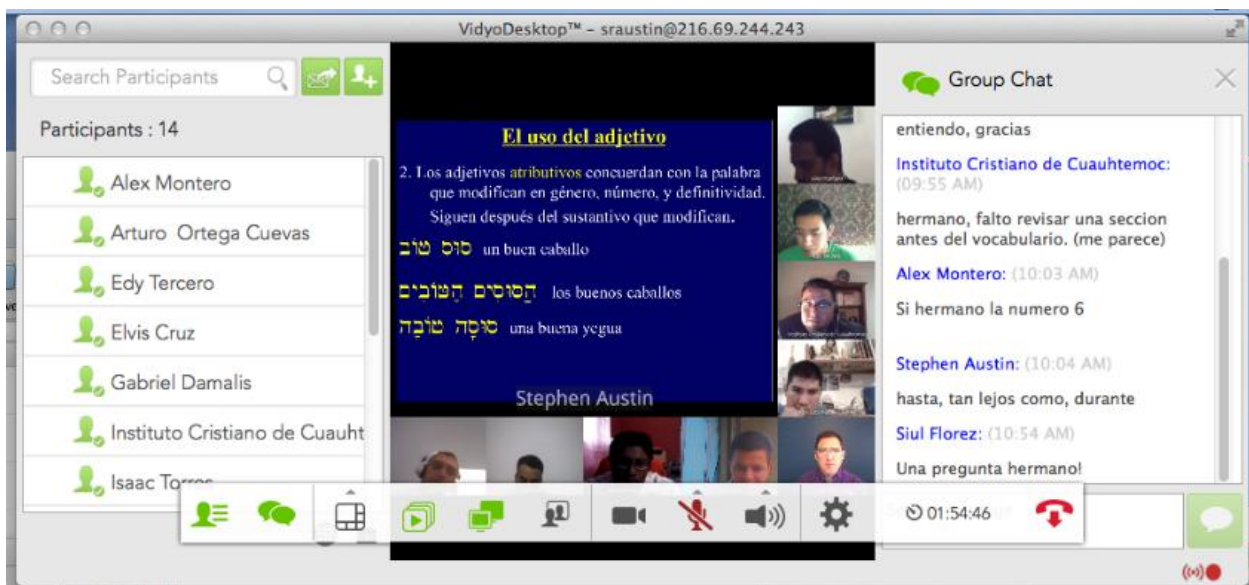 VidyoDesktop™ – sraustin@216.69.244.243
Search Participants
Participants : 14
Alex Montero
Arturo Ortega Cuevas
Edy Tercero
Elvis Cruz
Gabriel Damalis
Instituto Cristiano de Cuauht
Isaac Torres
El uso del adjetivo
2. Los adjetivos atributivos concuerdan con la palabra
que modifican en género, número, y definitividad.
Siguen después del sustantivo que modifican.
סוּס טוֹב un buen caballo
הַסּוּסִים הַטּוֹבִים los buenos caballos
סוּסָה טוֹבָה una buena yegua
Stephen Austin
Group Chat
entiendo, gracias
Instituto Cristiano de Cuauhtemoc:
(09:55 AM)
hermano, falto revisar una seccion
antes del vocabulario. (me parece)
Alex Montero: (10:03 AM)
Si hermano la numero 6
Stephen Austin: (10:04 AM)
hasta, tan lejos como, durante
Siul Florez: (10:54 AM)
Una pregunta hermano!
01:54:46